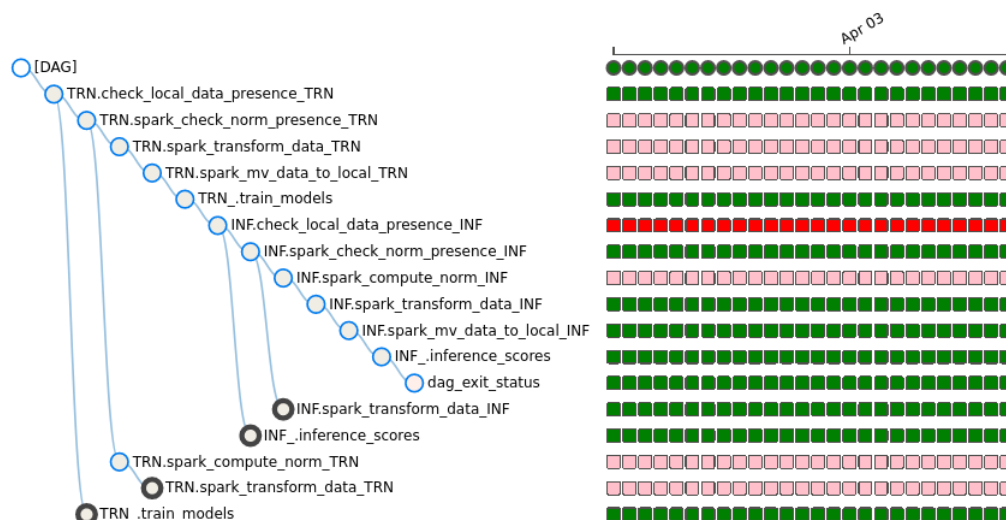 Apr 03
[DAG]
TRN.check_local_data_presence_TRN
TRN.spark_check_norm_presence_TRN
TRN.spark_transform_data_TRN
TRN.spark_mv_data_to_local_TRN
TRN_.train_models
INF.check_local_data_presence_INF
INF.spark_check_norm_presence_INF
INF.spark_compute_norm_INF
INF.spark_transform_data_INF
INF.spark_mv_data_to_local_INF
INF_.inference_scores
dag_exit_status
INF.spark_transform_data_INF
INF_.inference_scores
TRN.spark_compute_norm_TRN
TRN.spark_transform_data_TRN
TRN_.train_models